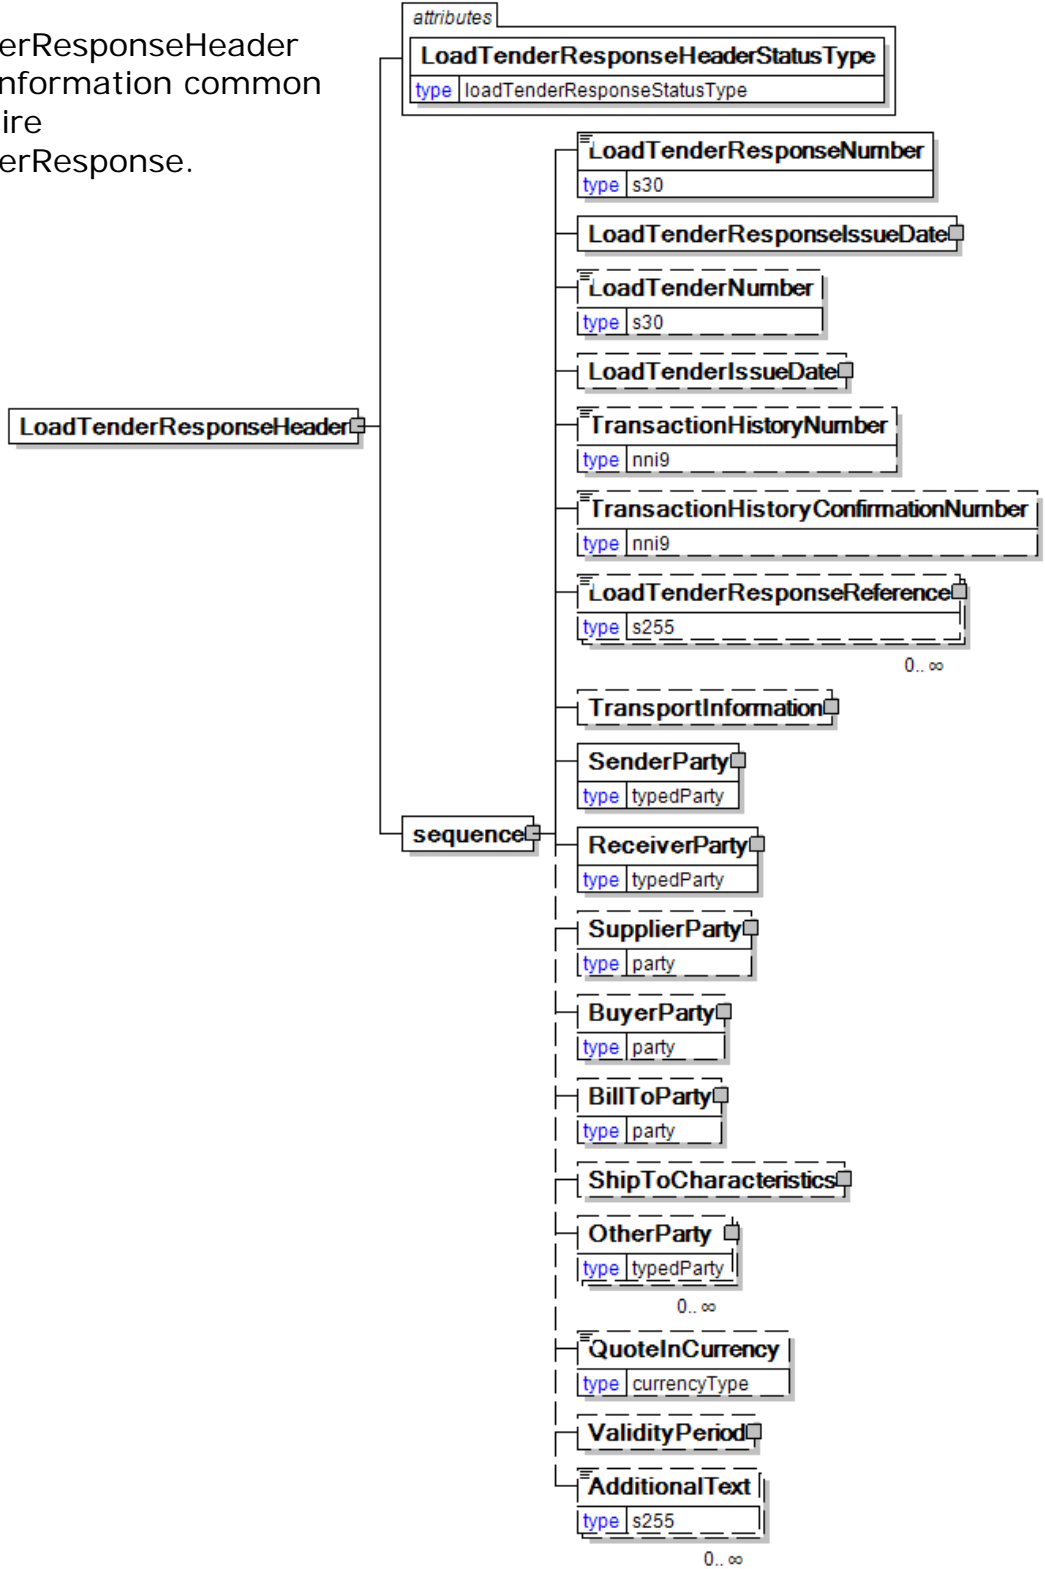 attributes
erResponseHeader
nformation common
ire
erResponse.
LoadTenderResponseHeaderStatusType
type loadTenderResponseStatusType
LoadTenderResponseNumber
type s30
LoadTenderResponseIssueDate
LoadTenderNumber
type s30
LoadTenderIssueDate
LoadTenderResponseHeader
TransactionHistoryNumber
type nni9
TransactionHistoryConfirmationNumber
type nni9
LoadTenderResponseReference
type s255
0.. ∞
TransportInformation
SenderParty
type typedParty
sequence
ReceiverParty
type typedParty
SupplierParty
type party
BuyerParty
type party
BillToParty
type party
ShipToCharacteristics
OtherParty
type typedParty
0.. ∞
QuoteInCurrency
type currencyType
ValidityPeriod
AdditionalText
type s255
0.. ∞